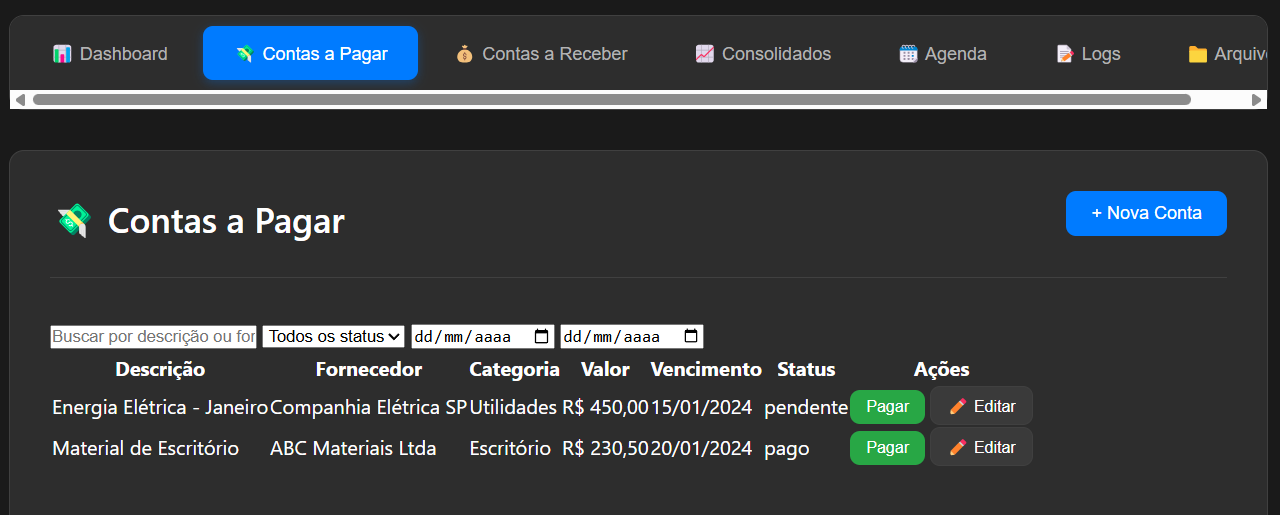 Dashboard Contas a Pagar Contas a Receber Consolidados Agenda Logs
Contas a Pagar + Nova Conta
Buscar por descrição ou for Todos os status dd/mm/aaaa dd/mm/aaaa
Descrição Fornecedor Categoria Valor Vencimento Status Ações
Energia Elétrica - Janeiro Companhia Elétrica SP Utilidades R$ 450,00 15/01/2024 pendente Pagar Editar
Material de Escritório ABC Materiais Ltda Escritório R$ 230,50 20/01/2024 pago Pagar Editar